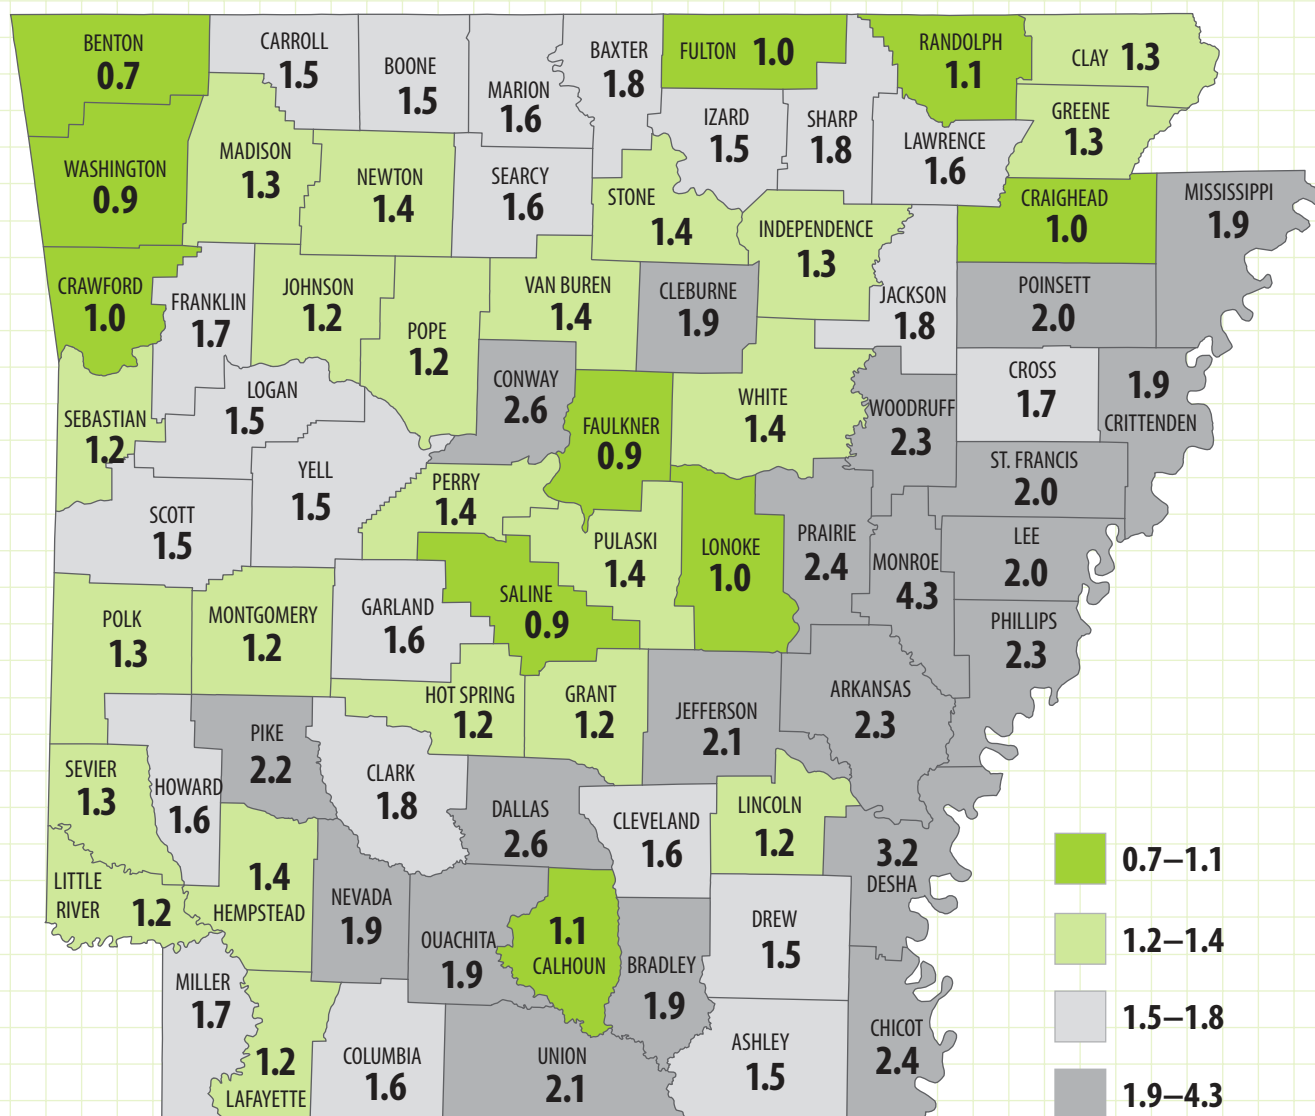 BENTON
0.7
CARROLL
1.5
BOONE
1.5
MARION
1.6
BAXTER
1.8
FULTON 1.0
RANDOLPH
1.1
CLAY 1.3
WASHINGTON
0.9
MADISON
1.3
NEWTON
1.4
SEARCY
1.6
STONE
1.4
IZARD
1.5
SHARP
1.8
LAWRENCE
1.6
GREENE
1.3
INDEPENDENCE
1.3
CRAIGHEAD
1.0
MISSISSIPPI
1.9
CRAWFORD
1.0
FRANKLIN
1.7
JOHNSON
1.2
POPE
1.2
VAN BUREN
1.4
CLEBURNE
1.9
JACKSON
1.8
POINSETT
2.0
SEBASTIAN
1.2
LOGAN
1.5
CONWAY
2.6
FAULKNER
0.9
WHITE
1.4
WOODRUFF
2.3
CROSS
1.7
1.9
CRITTENDEN
SCOTT
1.5
YELL
1.5
PERRY
1.4
PULASKI
1.4
LONOKE
1.0
PRAIRIE
2.4
MONROE
4.3
ST. FRANCIS
2.0
LEE
2.0
PHILLIPS
2.3
POLK
1.3
MONTGOMERY
1.2
GARLAND
1.6
SALINE
0.9
HOT SPRING
1.2
GRANT
1.2
JEFFERSON
2.1
ARKANSAS
2.3
SEVIER
1.3
HOWARD
1.6
PIKE
2.2
CLARK
1.8
DALLAS
2.6
CLEVELAND
1.6
LINCOLN
1.2
3.2
DESHA
LITTLE
RIVER 1.2
1.4
HEMPSTEAD
NEVADA
1.9
OUACHITA
1.9
1.1
CALHOUN
BRADLEY
1.9
DREW
1.5
MILLER
1.7
1.2
LAFAYETTE
COLUMBIA
1.6
UNION
2.1
ASHLEY
1.5
CHICOT
2.4
0.7–1.1
1.2–1.4
1.5–1.8
1.9–4.3